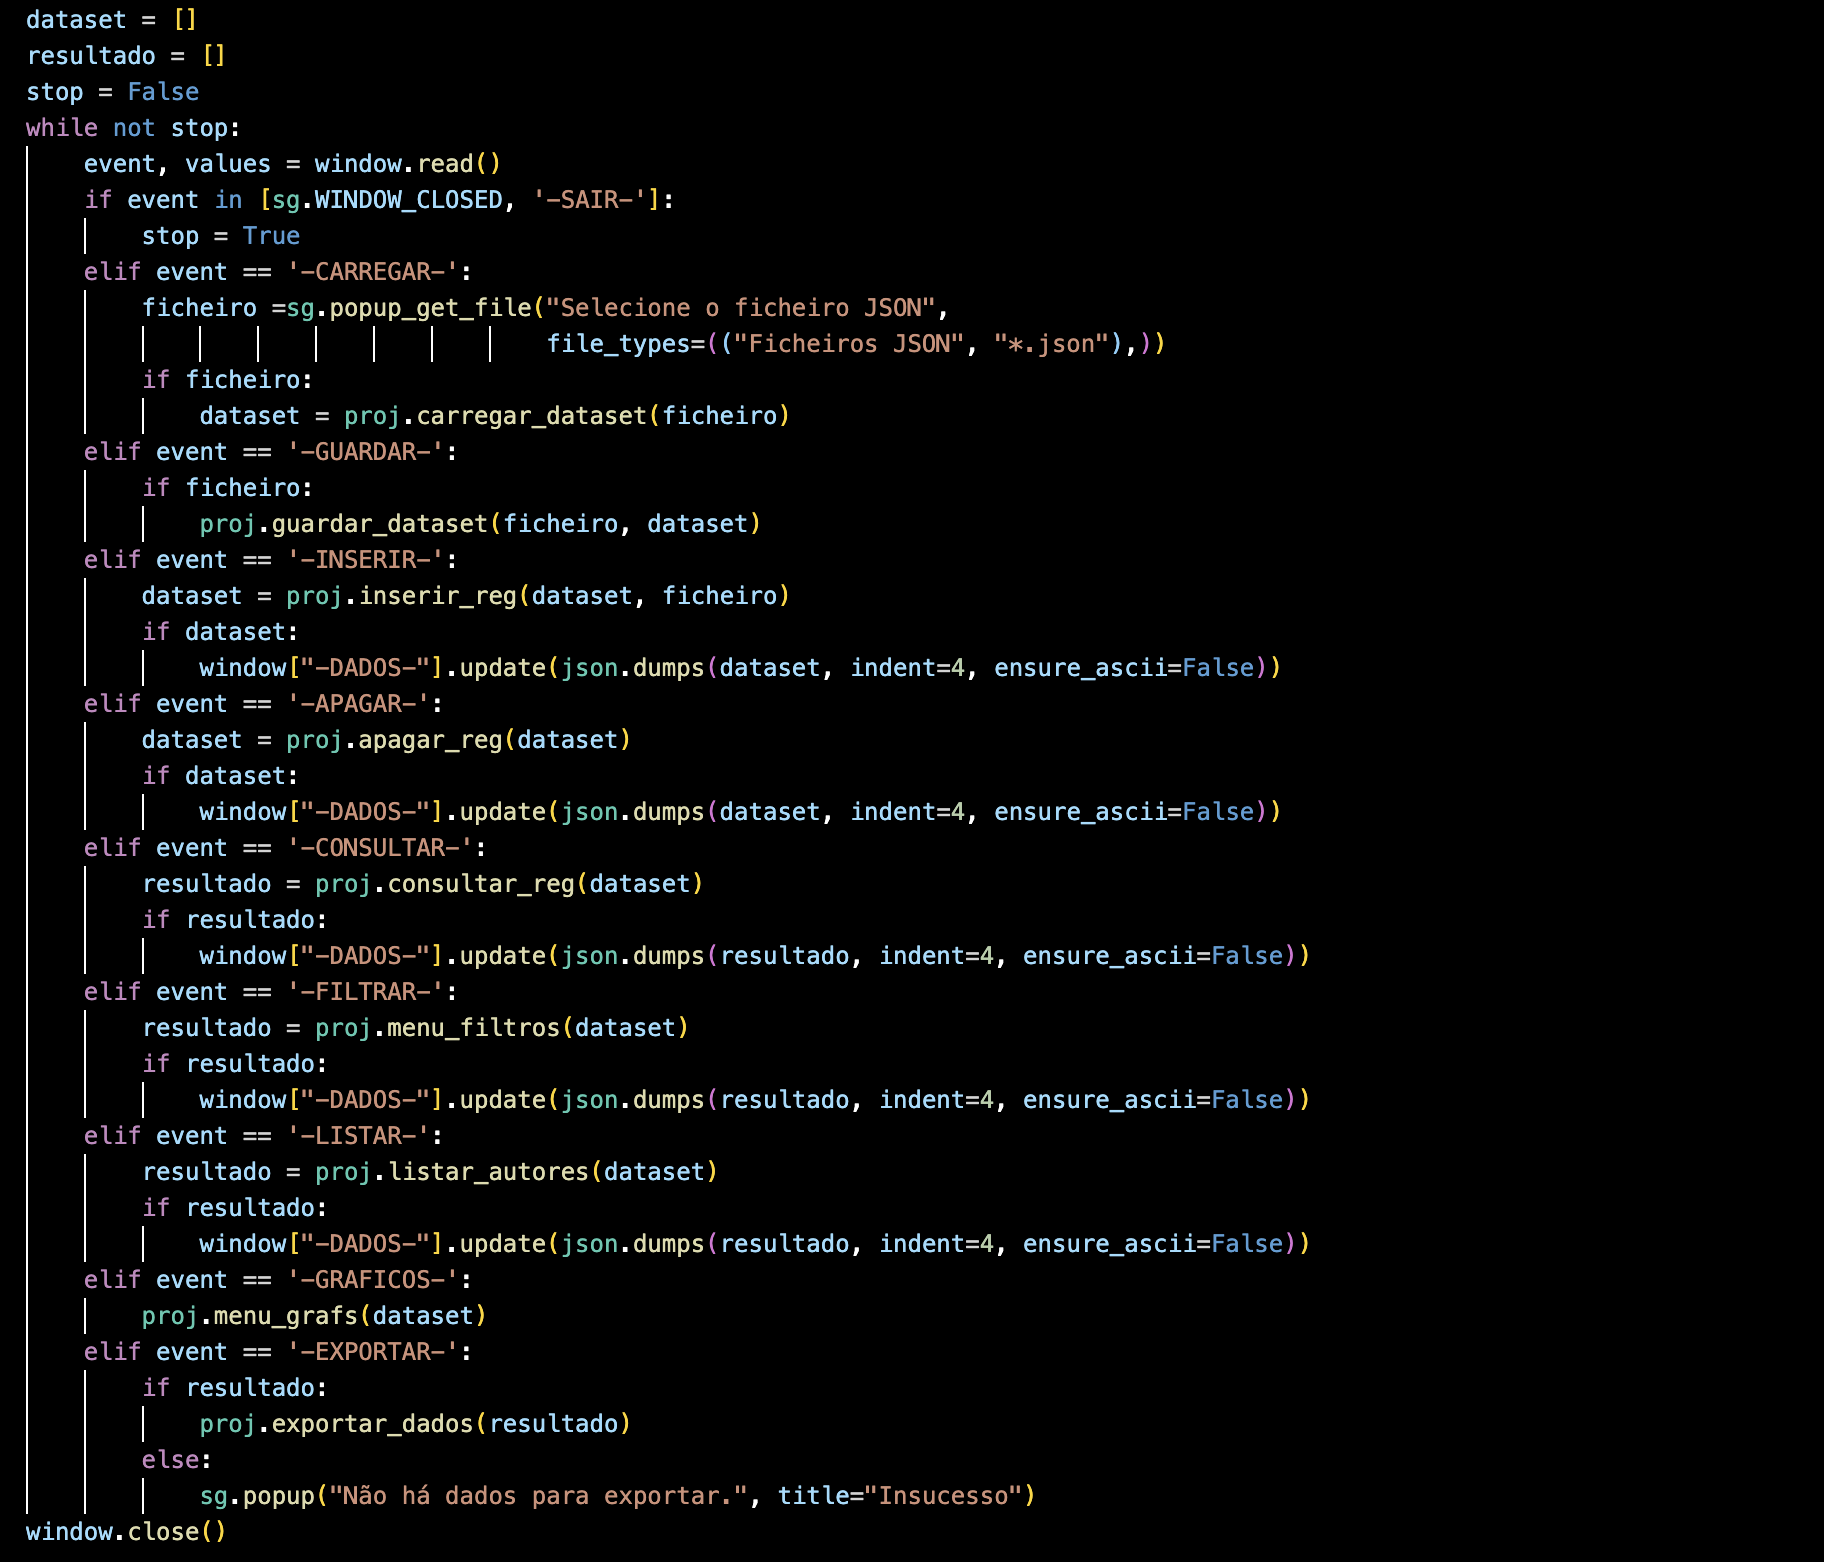 dataset = []
resultado = []
stop = False
while not stop:
    event, values = window.read()
    if event in [sg.WINDOW_CLOSED, '-SAIR-']:
        stop = True
    elif event == '-CARREGAR-':
        ficheiro =sg.popup_get_file("Selecione o ficheiro JSON",
                                    file_types=(("Ficheiros JSON", "*.json"),))
        if ficheiro:
            dataset = proj.carregar_dataset(ficheiro)
    elif event == '-GUARDAR-':
        if ficheiro:
            proj.guardar_dataset(ficheiro, dataset)
    elif event == '-INSERIR-':
        dataset = proj.inserir_reg(dataset, ficheiro)
        if dataset:
            window["-DADOS-"].update(json.dumps(dataset, indent=4, ensure_ascii=False))
    elif event == '-APAGAR-':
        dataset = proj.apagar_reg(dataset)
        if dataset:
            window["-DADOS-"].update(json.dumps(dataset, indent=4, ensure_ascii=False))
    elif event == '-CONSULTAR-':
        resultado = proj.consultar_reg(dataset)
        if resultado:
            window["-DADOS-"].update(json.dumps(resultado, indent=4, ensure_ascii=False))
    elif event == '-FILTRAR-':
        resultado = proj.menu_filtros(dataset)
        if resultado:
            window["-DADOS-"].update(json.dumps(resultado, indent=4, ensure_ascii=False))
    elif event == '-LISTAR-':
        resultado = proj.listar_autores(dataset)
        if resultado:
            window["-DADOS-"].update(json.dumps(resultado, indent=4, ensure_ascii=False))
    elif event == '-GRAFICOS-':
        proj.menu_grafs(dataset)
    elif event == '-EXPORTAR-':
        if resultado:
            proj.exportar_dados(resultado)
        else:
            sg.popup("Não há dados para exportar.", title="Insucesso")
window.close()